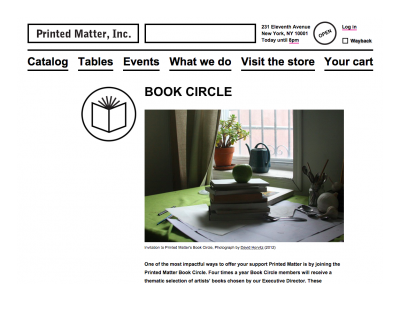 Printed Matter, Inc.
231 Eleventh Avenue
New York, NY 10001
Today until 8pm
OPEN
Log in
Wayback
Catalog Tables Events What we do Visit the store Your cart
BOOK CIRCLE
Invitation to Printed Matter's Book Circle. Photograph by David Horvitz (2012)
One of the most impactful ways to offer your support Printed Matter is by joining the
Printed Matter Book Circle. Four times a year Book Circle members will receive a
thematic selection of artists' books chosen by our Executive Director. These